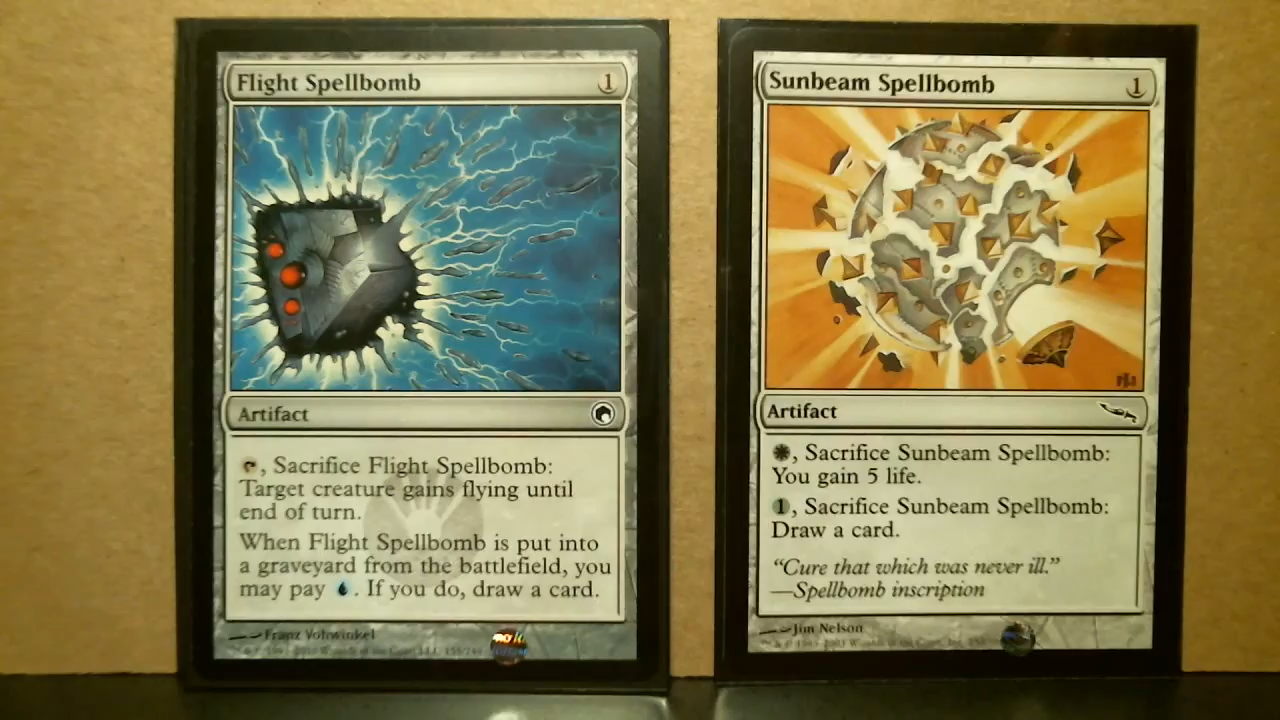 Flight Spellbomb 1
Artifact
, Sacrifice Flight Spellbomb:
Target creature gains flying until
end of turn.
When Flight Spellbomb is put into
a graveyard from the battlefield, you
may pay . If you do, draw a card.
Franz Vohwinkel
Sunbeam Spellbomb 1
Artifact
, Sacrifice Sunbeam Spellbomb:
You gain 5 life.
1, Sacrifice Sunbeam Spellbomb:
Draw a card.
“Cure that which was never ill.”
—Spellbomb inscription
Jim Nelson